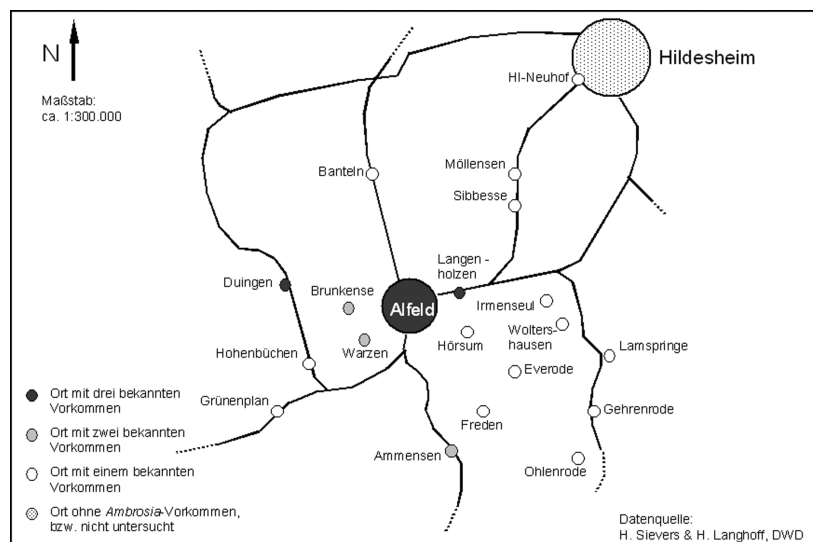 N
Maßstab:
ca. 1:300.000
Hildesheim
HI-Neuhof
Banteln
Möllensen
Sibbesse
Langen-
holzen
Duingen
Brunkense
Alfeld
Irmenseul
Wolters-
hausen
Hörsum
Warzen
Lamspringe
Hohenbüchen
Everode
Grünenplan
Freden
Gehrenrode
Ammensen
Ohlenrode
Ort mit drei bekannten
Vorkommen
Ort mit zwei bekannten
Vorkommen
Ort mit einem bekannten
Vorkommen
Ort ohne Ambrosia-Vorkommen,
bzw. nicht untersucht
Datenquelle:
H. Sievers & H. Langhoff, DWD